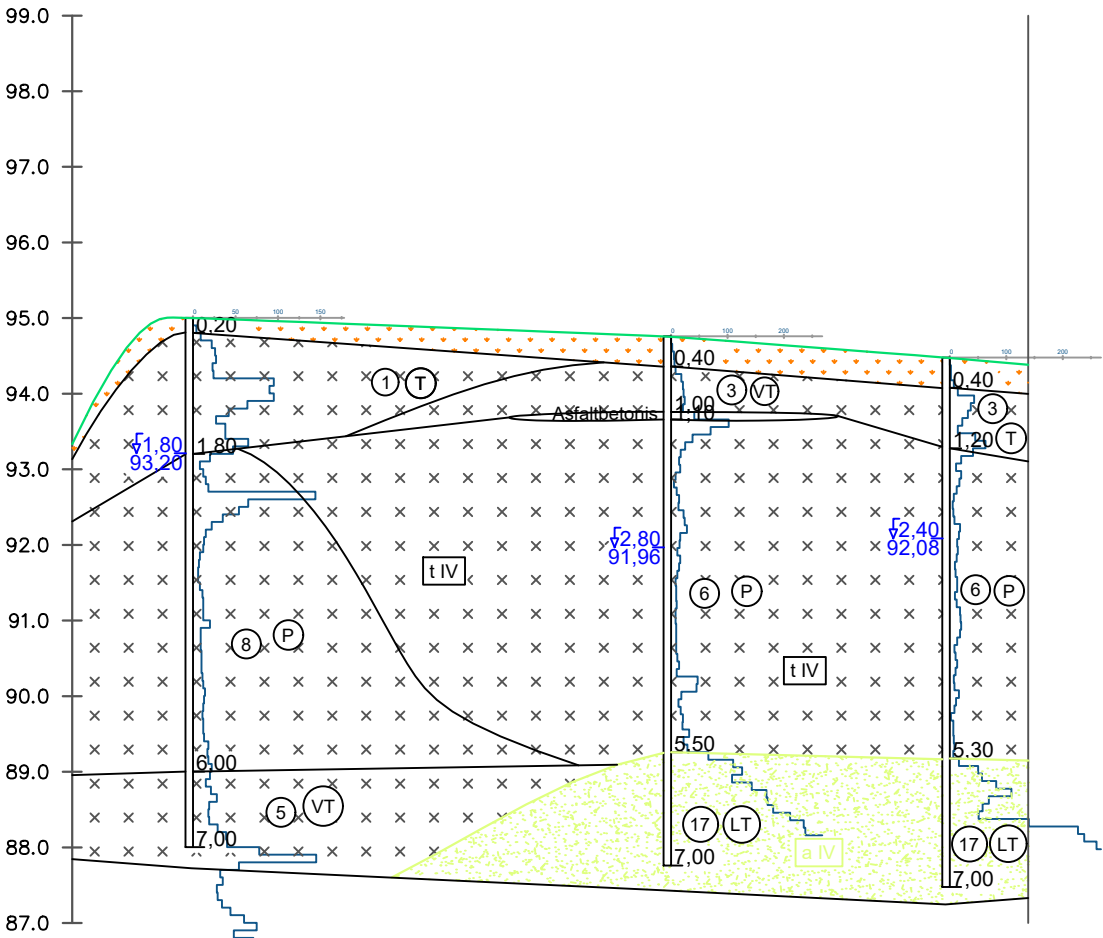 99.0
98.0
97.0
96.0
95.0
94.0
93.0
92.0
91.0
90.0
89.0
88.0
87.0
0 50 100 150
0,20
1,80
6,00
7,00
1,80
93,20
1 T
8 P
5 VT
t IV
0 100 200
0,40
1,00
1,10
5,50
7,00
Asfaltbetonis
2,80
91,96
3 VT
6 P
t IV
17 LT
a IV
0 100 200
0,40
1,20
5,30
7,00
2,40
92,08
3
T
6 P
17 LT